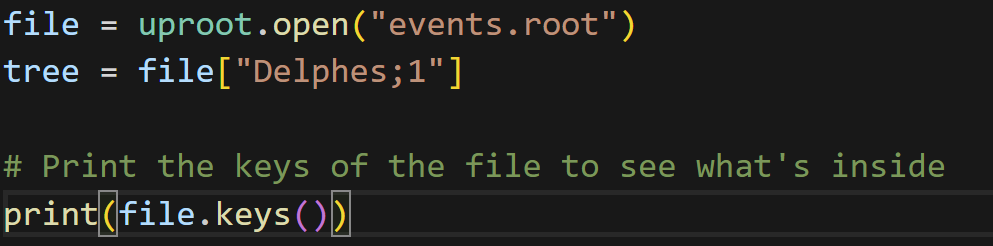 file = uproot.open("events.root")
tree = file["Delphes;1"]
# Print the keys of the file to see what's inside
print(file.keys())